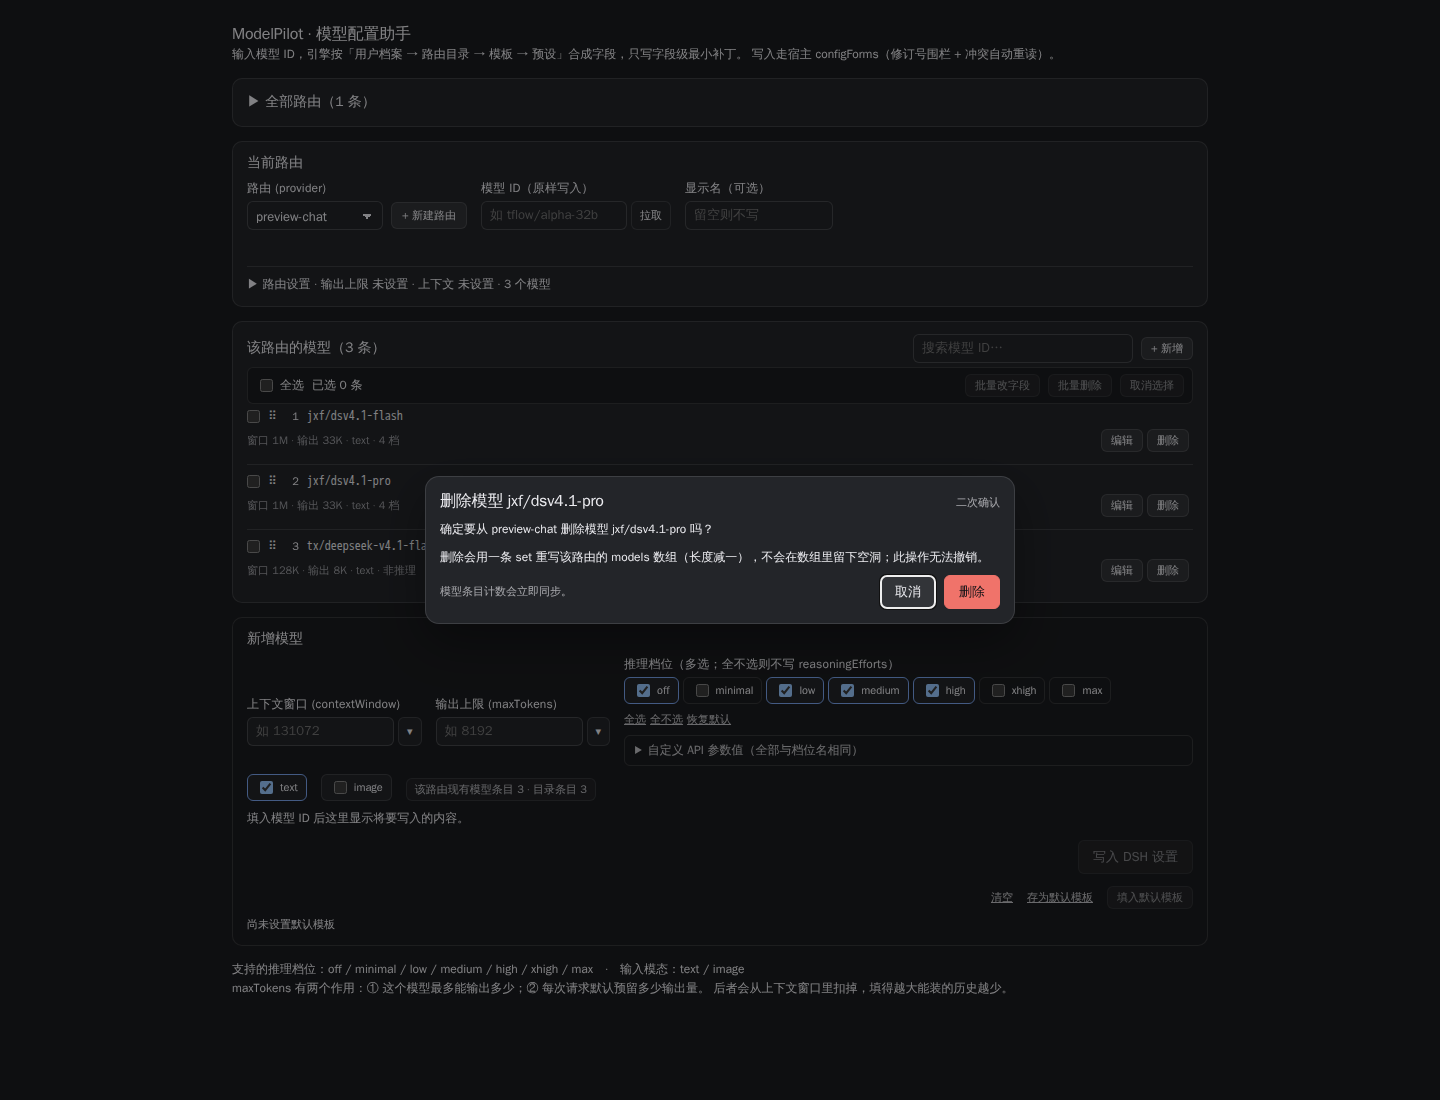 ModelPilot · 模型配置助手
输入模型 ID，引擎按「用户档案 → 路由目录 → 模板 → 预设」合成字段，只写字段级最小补丁。 写入走宿主 configForms（修订号围栏 + 冲突自动重读）。
▶ 全部路由（1 条）
当前路由
路由 (provider)
模型 ID（原样写入）
显示名（可选）
preview-chat
+ 新建路由
如 tflow/alpha-32b
拉取
留空则不写
▶ 路由设置 · 输出上限 未设置 · 上下文 未设置 · 3 个模型
该路由的模型（3 条）
搜索模型 ID…
+ 新增
全选 已选 0 条
批量改字段
批量删除
取消选择
1 jxf/dsv4.1-flash
窗口 1M · 输出 33K · text · 4 档
编辑
删除
2 jxf/dsv4.1-pro
窗口 1M · 输出 33K · text · 4 档
编辑
删除
3 tx/deepseek-v4.1-fla
窗口 128K · 输出 8K · text · 非推理
编辑
删除
删除模型 jxf/dsv4.1-pro
二次确认
确定要从 preview-chat 删除模型 jxf/dsv4.1-pro 吗？
删除会用一条 set 重写该路由的 models 数组（长度减一），不会在数组里留下空洞；此操作无法撤销。
模型条目计数会立即同步。
取消
删除
新增模型
推理档位（多选；全不选则不写 reasoningEfforts）
off
minimal
low
medium
high
xhigh
max
上下文窗口 (contextWindow)
输出上限 (maxTokens)
如 131072
▾
如 8192
▾
全选 全不选 恢复默认
▶ 自定义 API 参数值（全部与档位名相同）
text
image
该路由现有模型条目 3 · 目录条目 3
填入模型 ID 后这里显示将要写入的内容。
写入 DSH 设置
清空
存为默认模板
填入默认模板
尚未设置默认模板
支持的推理档位：off / minimal / low / medium / high / xhigh / max · 输入模态：text / image
maxTokens 有两个作用：① 这个模型最多能输出多少；② 每次请求默认预留多少输出量。 后者会从上下文窗口里扣掉，填得越大能装的历史越少。